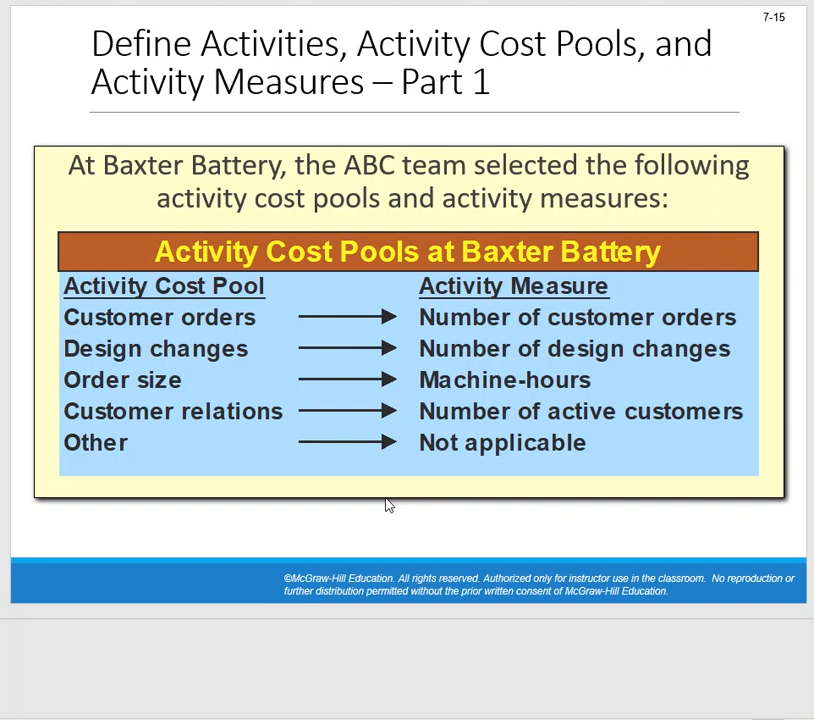 7-15
Define Activities, Activity Cost Pools, and
Activity Measures – Part 1
At Baxter Battery, the ABC team selected the following
activity cost pools and activity measures:
Activity Cost Pools at Baxter Battery
Activity Cost Pool Activity Measure
Customer orders Number of customer orders
Design changes Number of design changes
Order size Machine-hours
Customer relations Number of active customers
Other Not applicable
©McGraw-Hill Education. All rights reserved. Authorized only for instructor use in the classroom. No reproduction or
further distribution permitted without the prior written consent of McGraw-Hill Education.